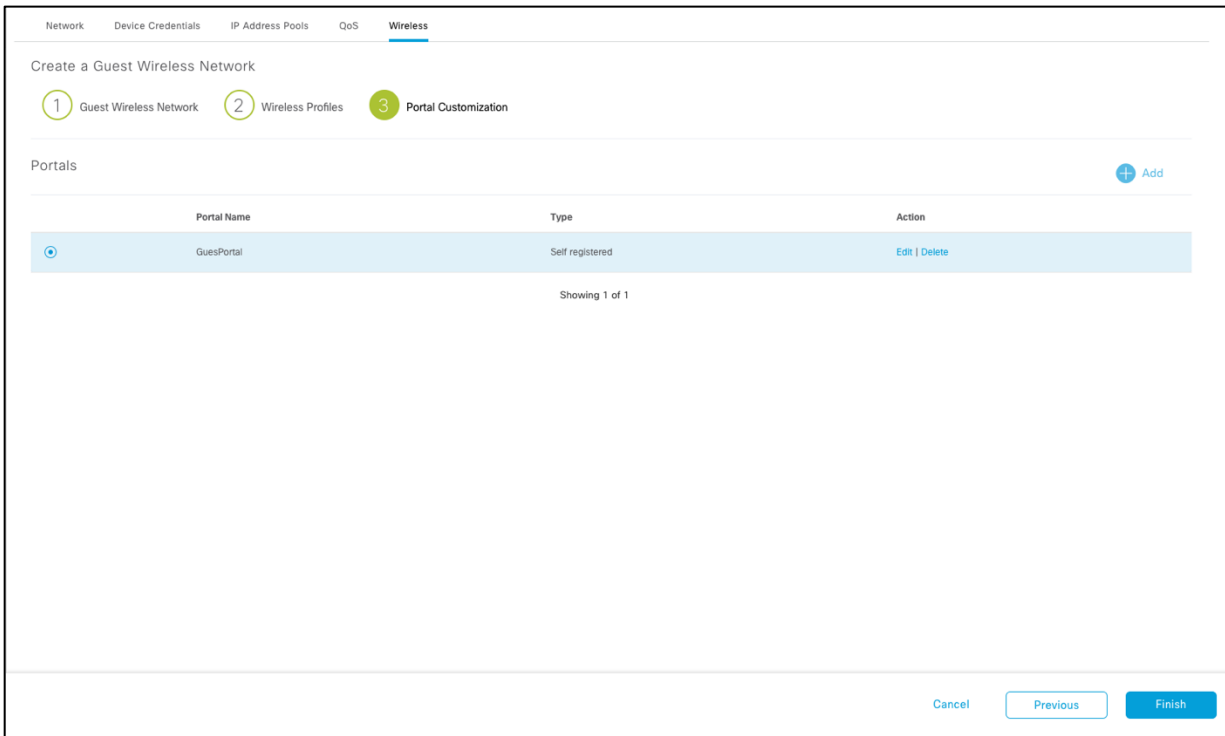 Network Device Credentials IP Address Pools QoS Wireless
Create a Guest Wireless Network
1 Guest Wireless Network 2 Wireless Profiles 3 Portal Customization
Portals
Add
Portal Name Type Action
GuesPortal Self registered Edit | Delete
Showing 1 of 1
Cancel Previous Finish